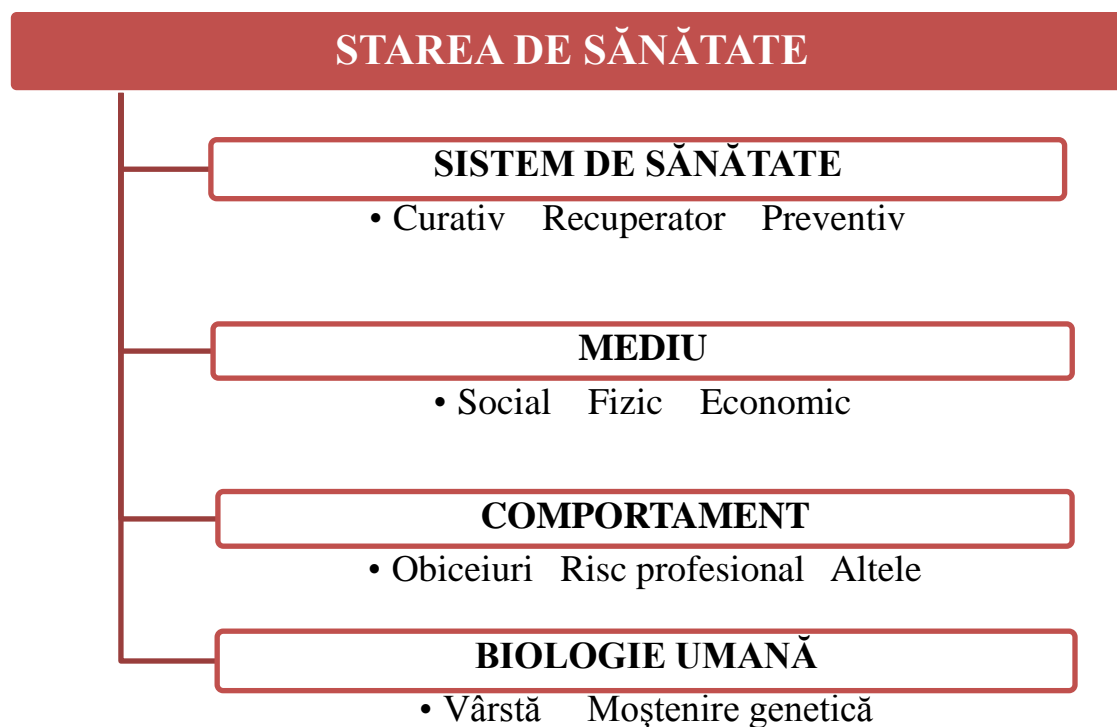 STAREA DE SĂNĂTATE
SISTEM DE SĂNĂTATE
• Curativ Recuperator Preventiv
MEDIU
• Social Fizic Economic
COMPORTAMENT
• Obiceiuri Risc profesional Altele
BIOLOGIE UMANĂ
• Vârstă Moştenire genetică